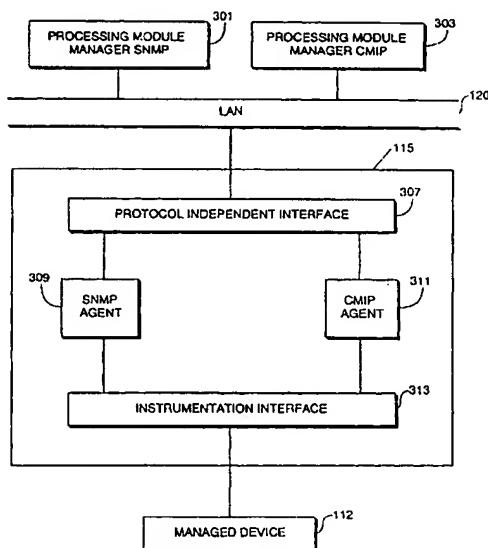 PROCESSING MODULE
MANAGER SNMP
301
PROCESSING MODULE
MANAGER CMIP
303
LAN
120
115
PROTOCOL INDEPENDENT INTERFACE
307
309
SNMP
AGENT
CMIP
AGENT
311
INSTRUMENTATION INTERFACE
313
MANAGED DEVICE
112